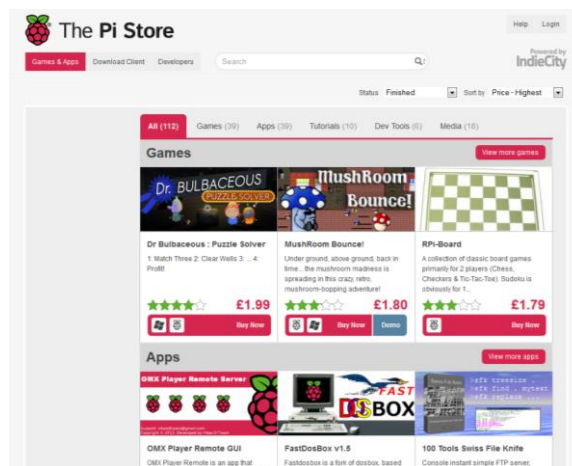 The Pi Store
Help Login
Games & Apps Download Client Developers Search
Powered by
IndieCity
Status Finished Sort by Price - Highest
All (112) Games (39) Apps (39) Tutorials (10) Dev Tools (6) Media (18)
Games
View more games
Dr. BULBACEOUS
PUZZLE SOLVER
MushRoom
Bounce!
Dr Bulbaceous : Puzzle Solver
1: Match Three 2: Clear Wells 3: ... 4:
Profit!
£1.99
Buy Now
MushRoom Bounce!
Under ground, above ground, back in
time.. the mushroom madness is
spreading in this crazy, retro,
mushroom-bopping adventure!
£1.80
Buy Now Demo
RPi-Board
A collection of classic board games
primarily for 2 players (Chess,
Checkers & Tic-Tac-Toe). Sudoku is
obviously for 1...
£1.79
Buy Now
Apps
View more apps
OMX Player Remote Server
FAST
DOSBOX
>sfk treesize .
>sfk find . mytext
>sfk replace ...
OMX Player Remote GUI
OMX Player Remote is an app that
FastDosBox v1.5
Fastdosbox is a fork of dosbox, based
100 Tools Swiss File Knife
Console instant simple FTP server,